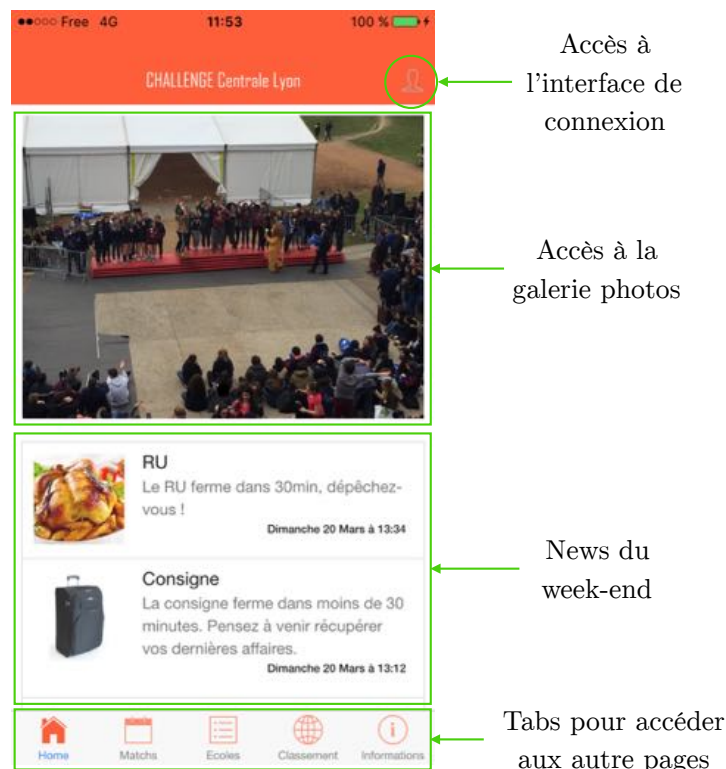 Free 4G 11:53 100 %
CHALLENGE Centrale Lyon
Accès à
l'interface de
connexion
Accès à la
galerie photos
RU
Le RU ferme dans 30min, dépêchez-
vous !
Dimanche 20 Mars à 13:34
Consigne
La consigne ferme dans moins de 30
minutes. Pensez à venir récupérer
vos dernières affaires.
Dimanche 20 Mars à 13:12
News du
week-end
Home Matchs Ecoles Classement Informations
Tabs pour accéder
aux autre pages